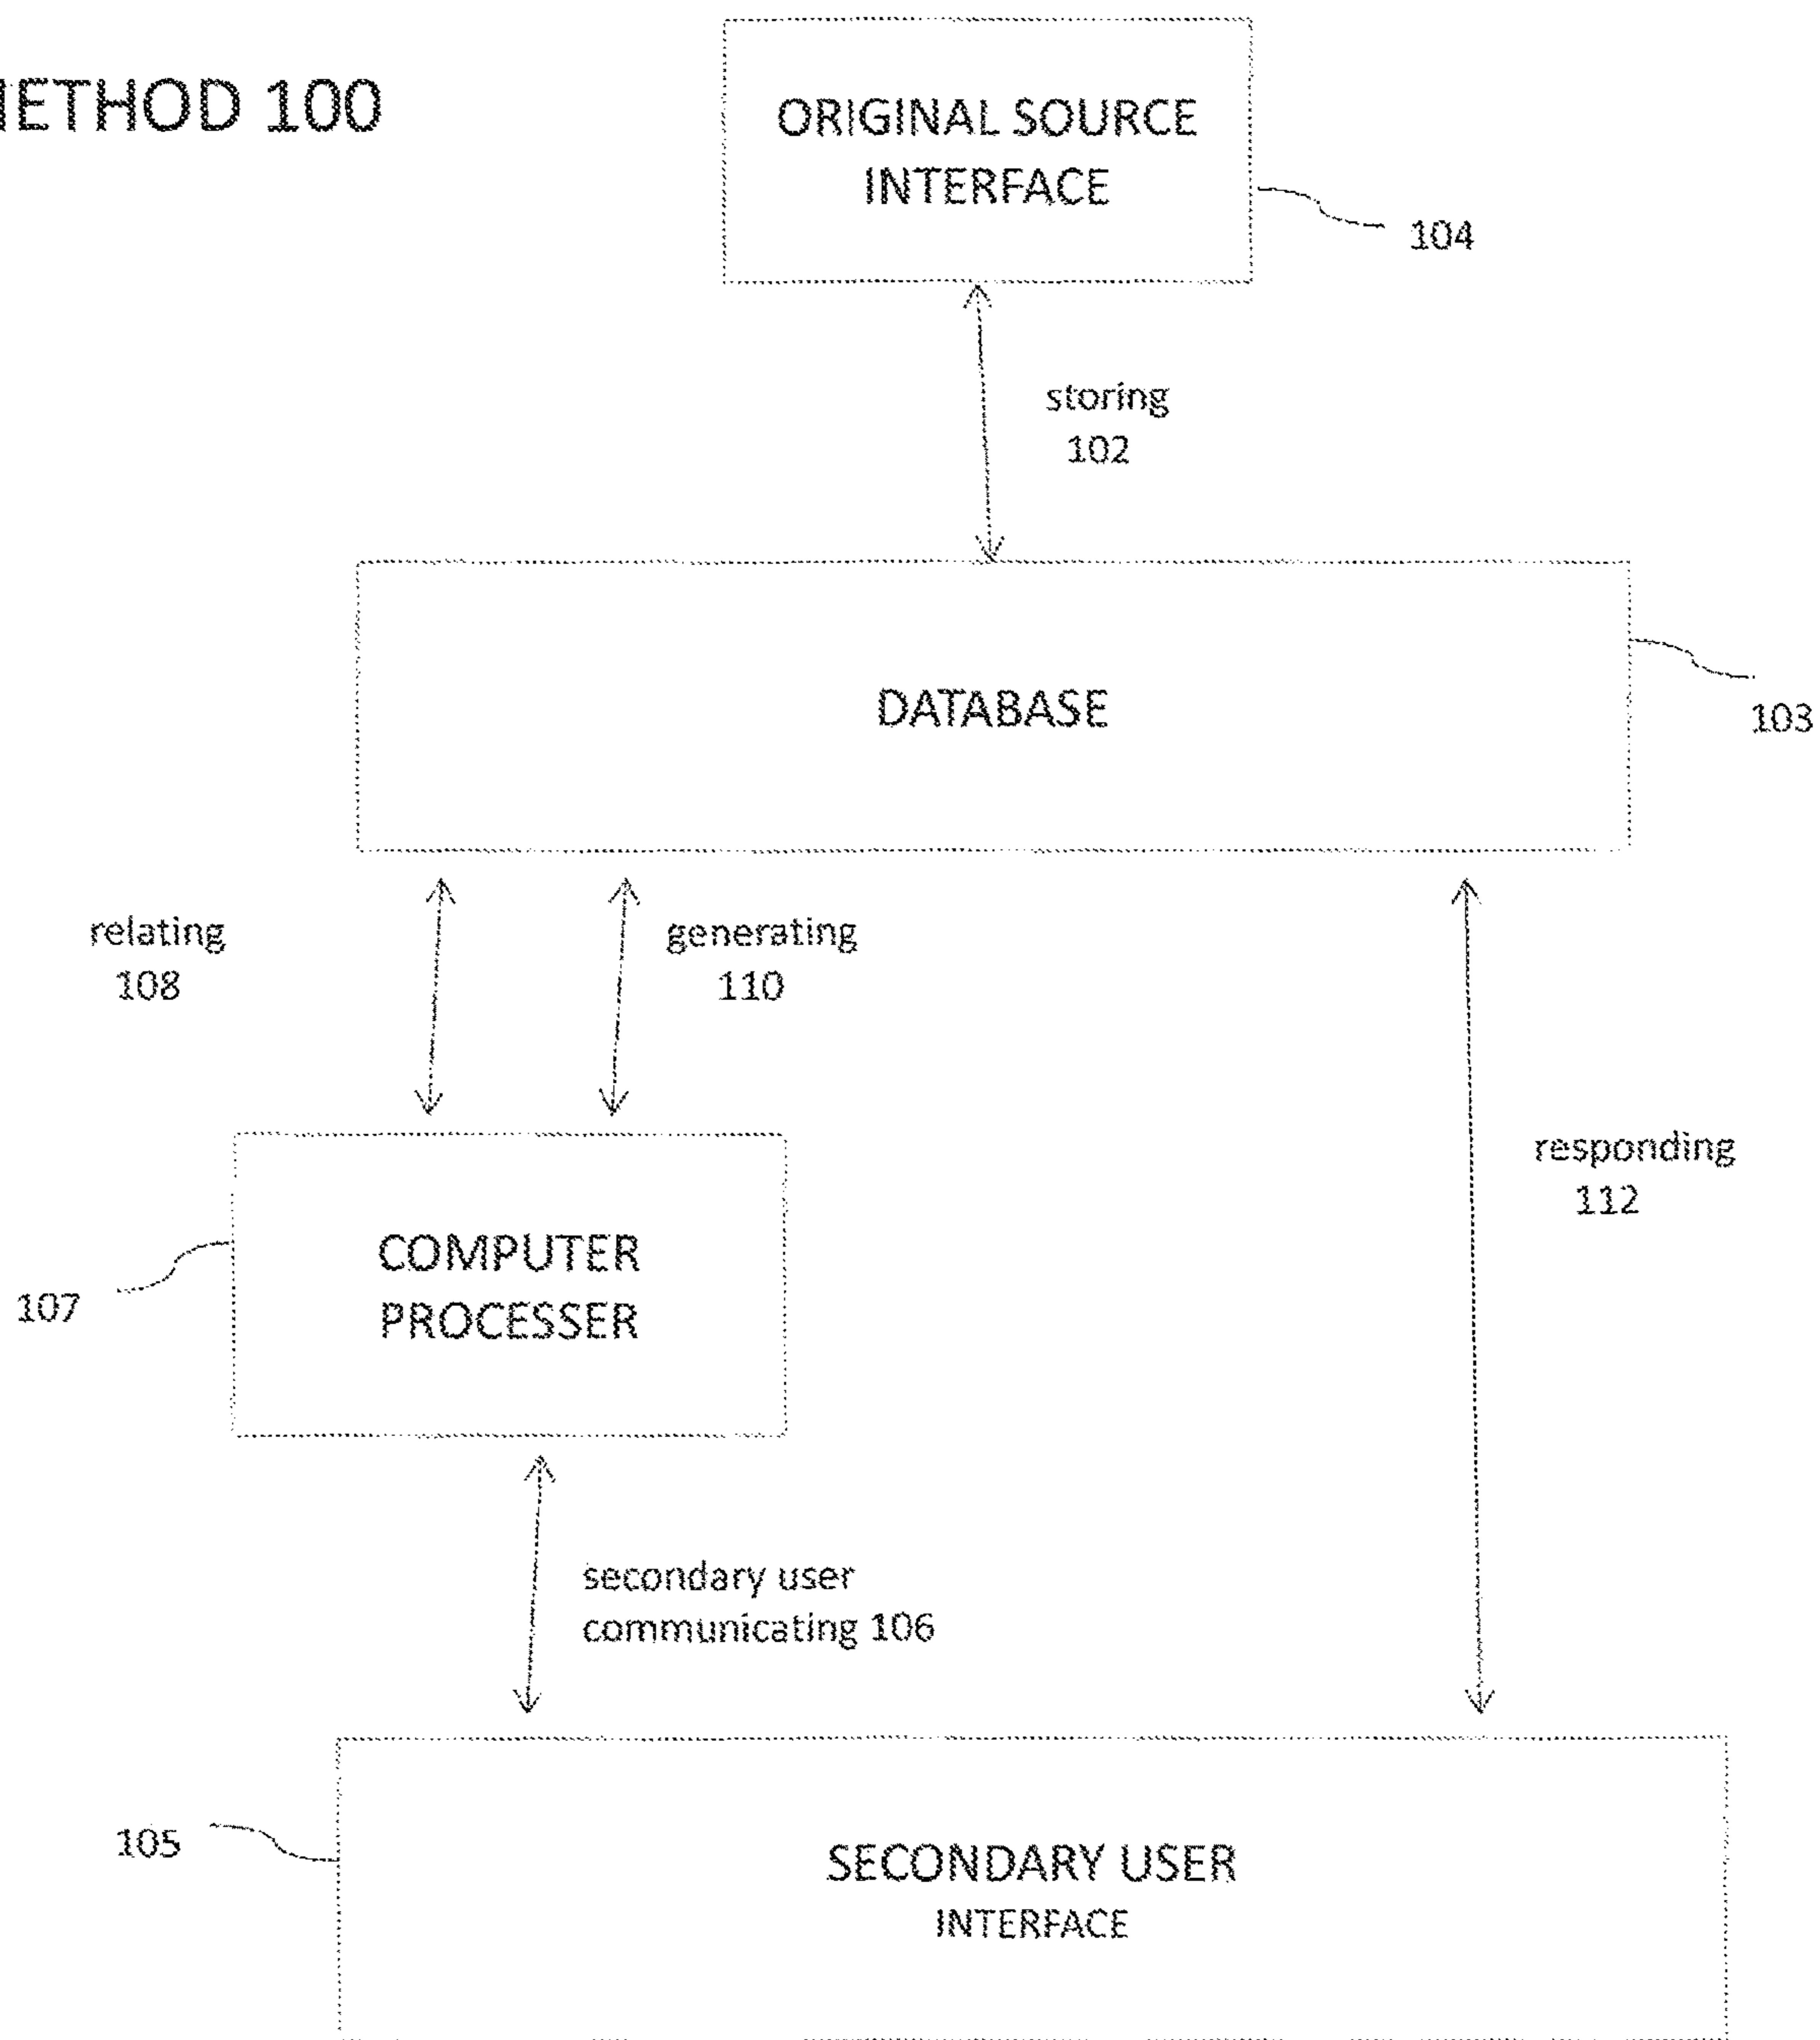 METHOD 100
ORIGINAL SOURCE
INTERFACE
104
storing
102
DATABASE
103
relating
108
generating
110
responding
112
COMPUTER
PROCESSER
107
secondary user
communicating 106
105
SECONDARY USER
INTERFACE